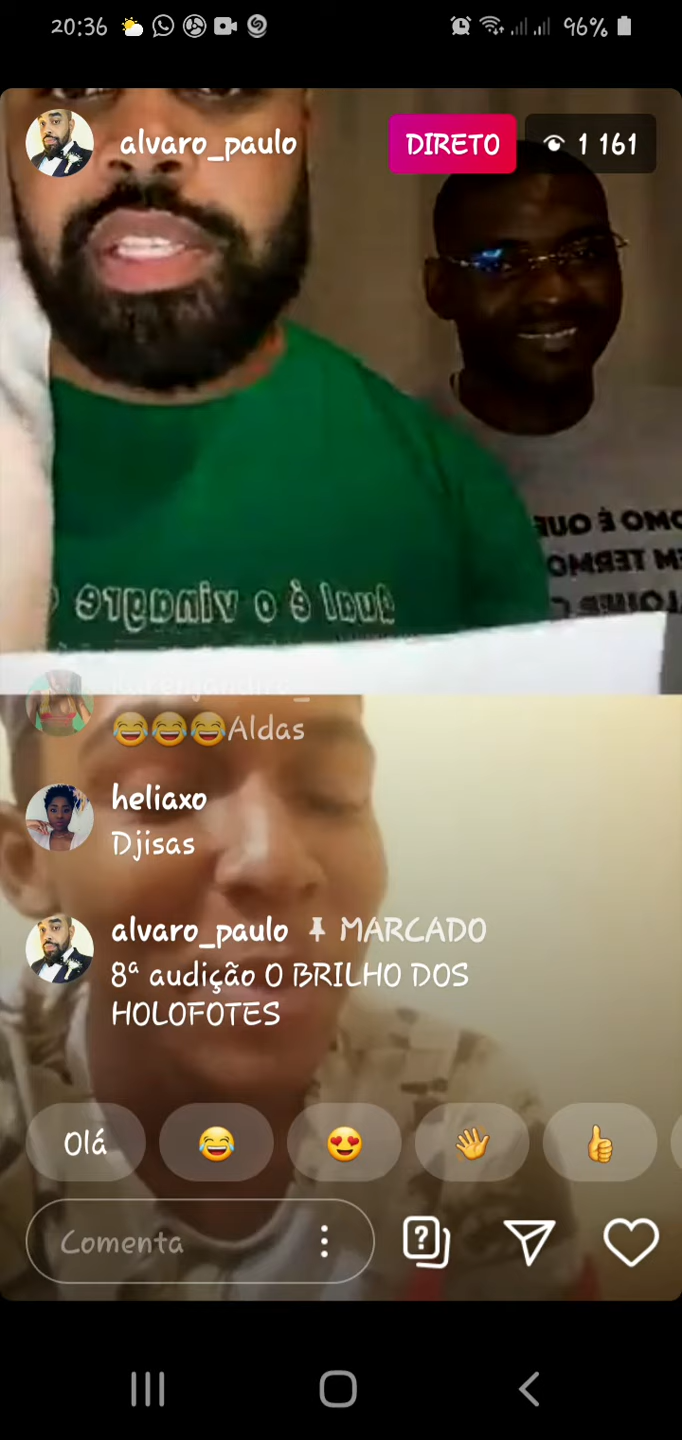 20:36
96%
alvaro_paulo
DIRETO
1 161
OMO É QUE
EM TERMO
qual é o vinagre
😂😂😂Aldas
heliaxo
Djisas
alvaro_paulo MARCADO
8ª audição O BRILHO DOS
HOLOFOTES
Olá
Comenta